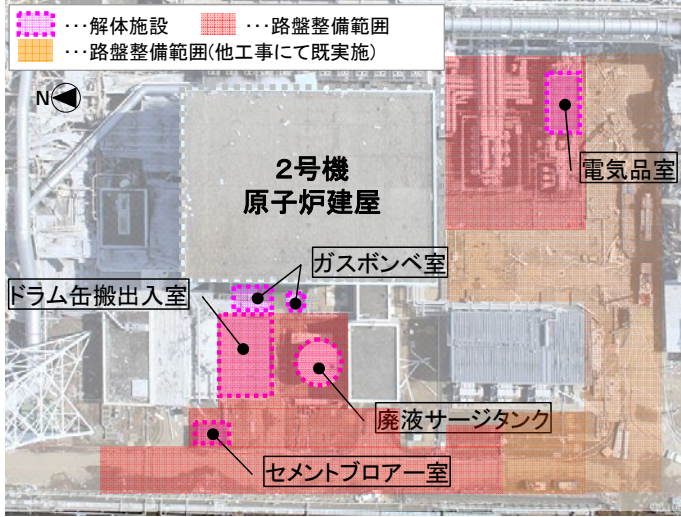 …解体施設 …路盤整備範囲
…路盤整備範囲(他工事にて既実施)
N
2号機
原子炉建屋
電気品室
ガスボンベ室
ドラム缶搬出入室
廃液サージタンク
セメントブロアー室